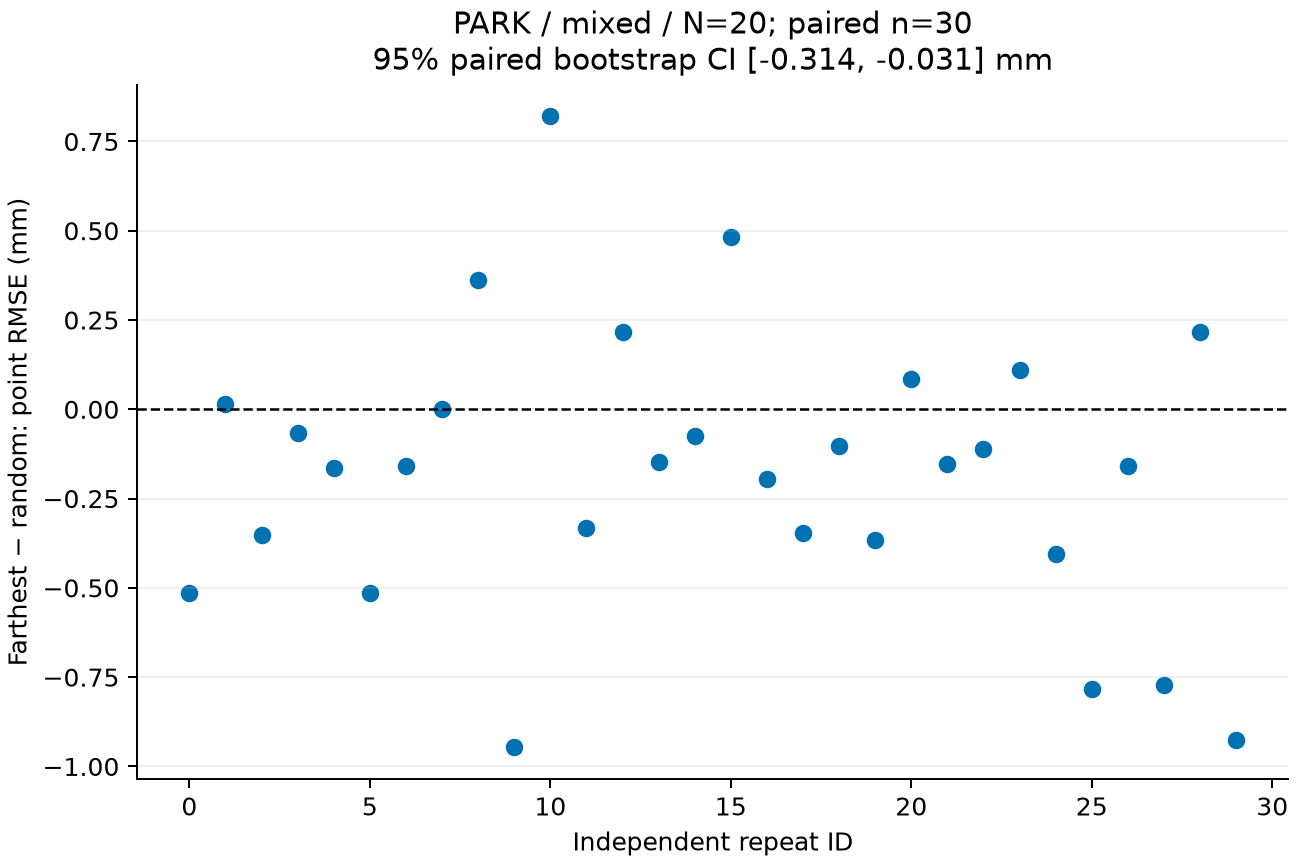 PARK / mixed / N=20; paired n=30
95% paired bootstrap CI [-0.314, -0.031] mm
Farthest − random: point RMSE (mm)
0.75
0.50
0.25
0.00
−0.25
−0.50
−0.75
−1.00
0 5 10 15 20 25 30
Independent repeat ID